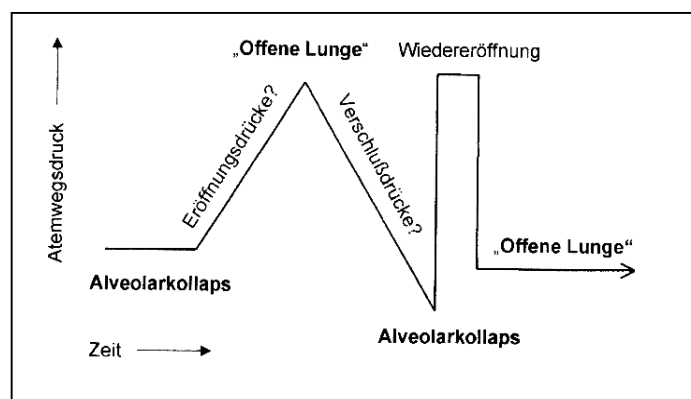 „Offene Lunge“
Wiedereröffnung
Atemwegsdruck
Eröffnungsdrücke?
Verschlußdrücke?
„Offene Lunge“
Alveolarkollaps
Alveolarkollaps
Zeit